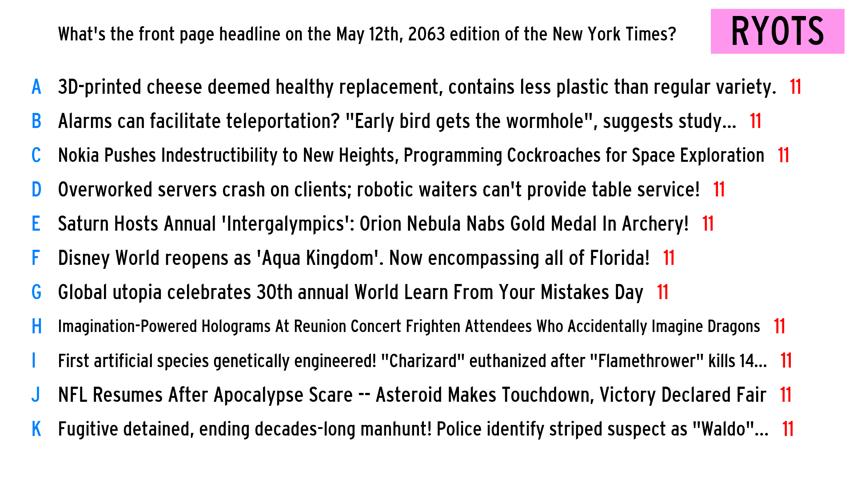 What's the front page headline on the May 12th, 2063 edition of the New York Times? RYOTS
A 3D-printed cheese deemed healthy replacement, contains less plastic than regular variety. 11
B Alarms can facilitate teleportation? "Early bird gets the wormhole", suggests study... 11
C Nokia Pushes Indestructibility to New Heights, Programming Cockroaches for Space Exploration 11
D Overworked servers crash on clients; robotic waiters can't provide table service! 11
E Saturn Hosts Annual 'Intergalympics': Orion Nebula Nabs Gold Medal In Archery! 11
F Disney World reopens as 'Aqua Kingdom'. Now encompassing all of Florida! 11
G Global utopia celebrates 30th annual World Learn From Your Mistakes Day 11
H Imagination-Powered Holograms At Reunion Concert Frighten Attendees Who Accidentally Imagine Dragons 11
I First artificial species genetically engineered! "Charizard" euthanized after "Flamethrower" kills 14... 11
J NFL Resumes After Apocalypse Scare -- Asteroid Makes Touchdown, Victory Declared Fair 11
K Fugitive detained, ending decades-long manhunt! Police identify striped suspect as "Waldo"... 11